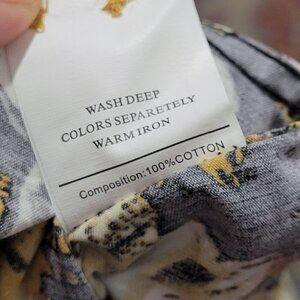 WASH DEEP
COLORS SEPARETELY
WARM IRON
Composition:100%COTTON